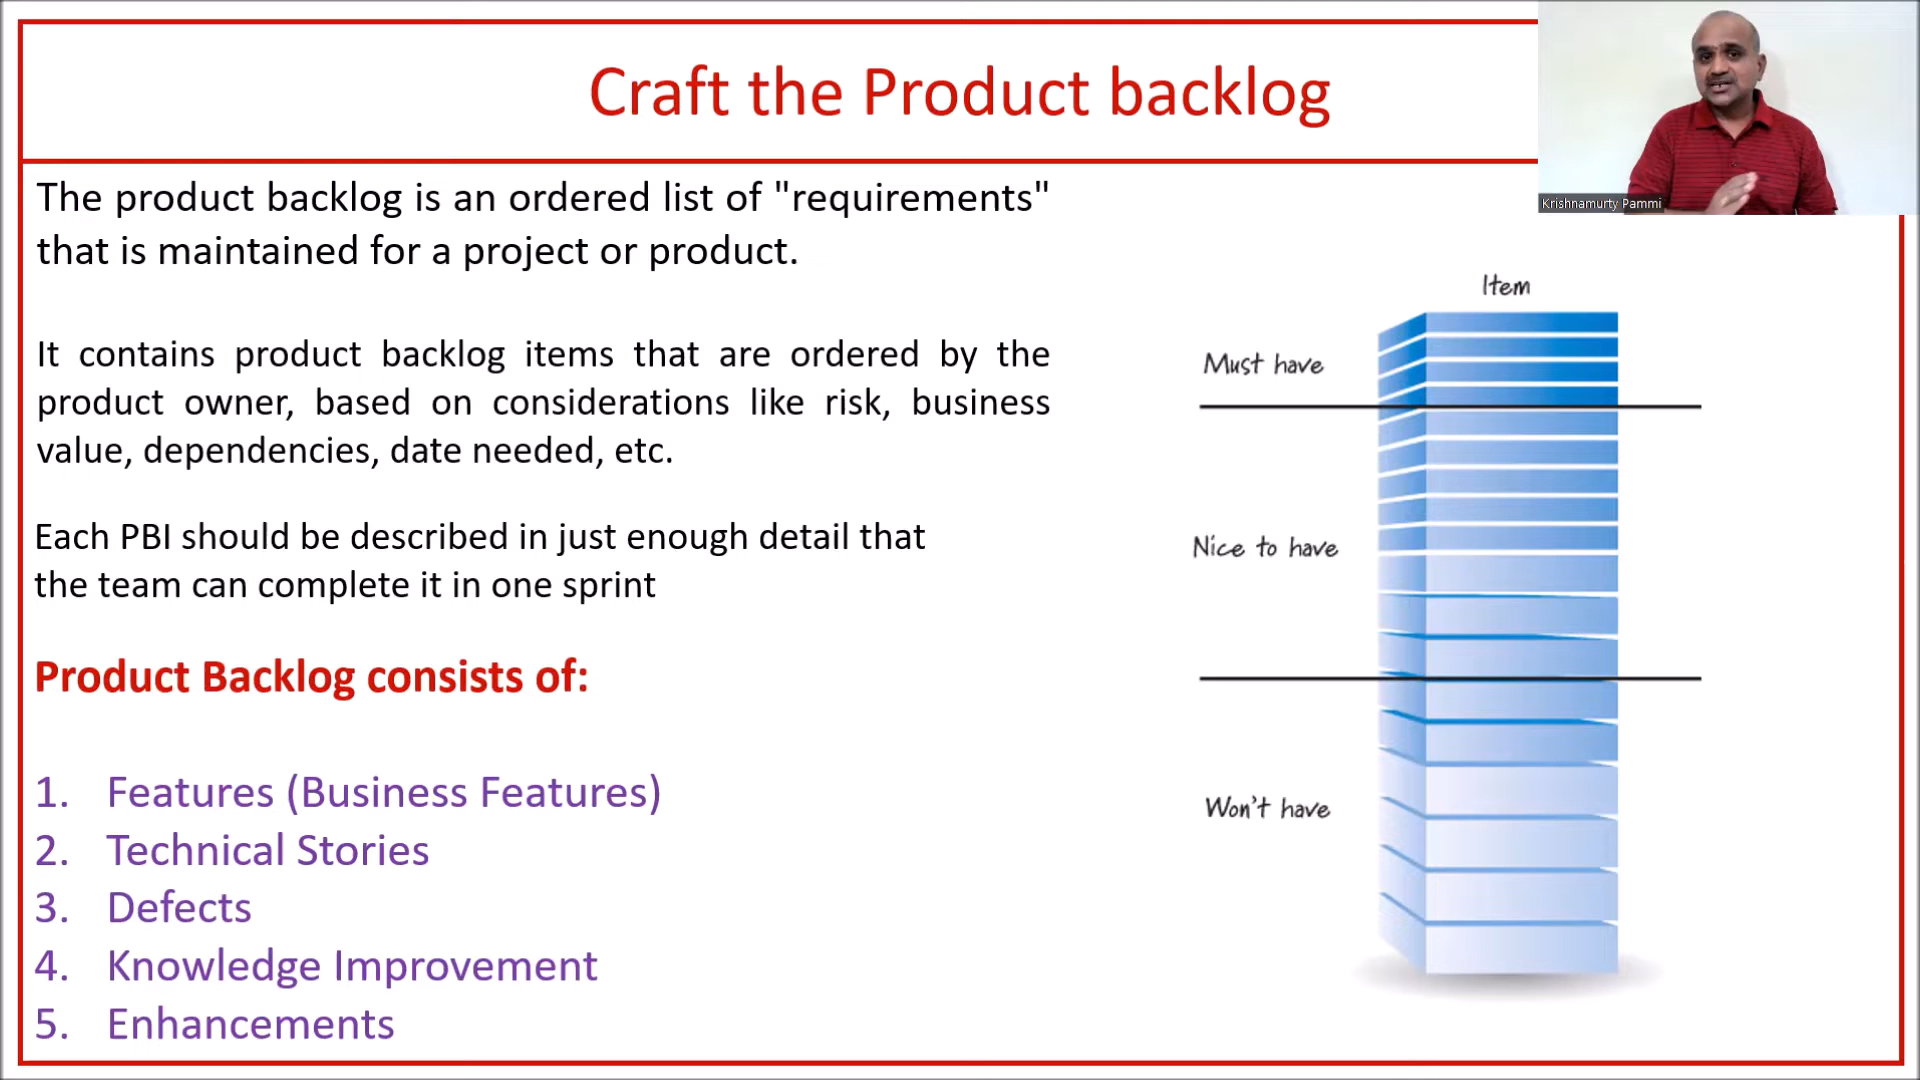 Craft the Product backlog
Krishnamurty Pammi
The product backlog is an ordered list of "requirements"
that is maintained for a project or product.
It contains product backlog items that are ordered by the
product owner, based on considerations like risk, business
value, dependencies, date needed, etc.
Each PBI should be described in just enough detail that
the team can complete it in one sprint
Product Backlog consists of:
1. Features (Business Features)
2. Technical Stories
3. Defects
4. Knowledge Improvement
5. Enhancements
Item
Must have
Nice to have
Won't have